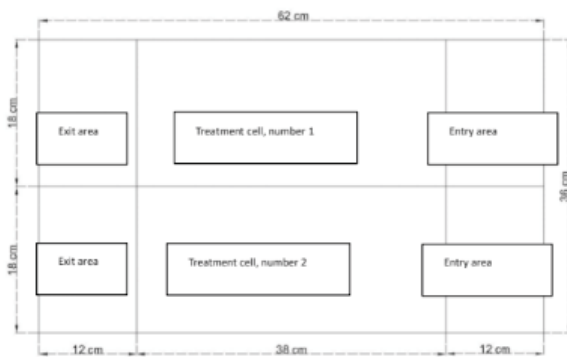 62 cm
18 cm
Exit area
Treatment cell, number 1
Entry area
36 cm
18 cm
Exit area
Treatment cell, number 2
Entry area
12 cm
38 cm
12 cm